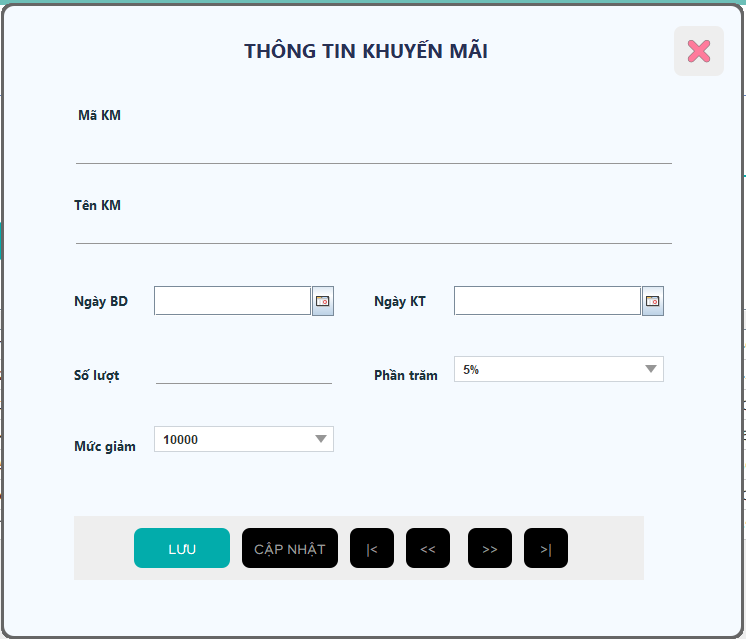 THÔNG TIN KHUYẾN MÃI
Mã KM
Tên KM
Ngày BD
Ngày KT
Số lượt
Phần trăm
5%
Mức giảm
10000
LƯU
CẬP NHẬT
|<
<<
>>
>|